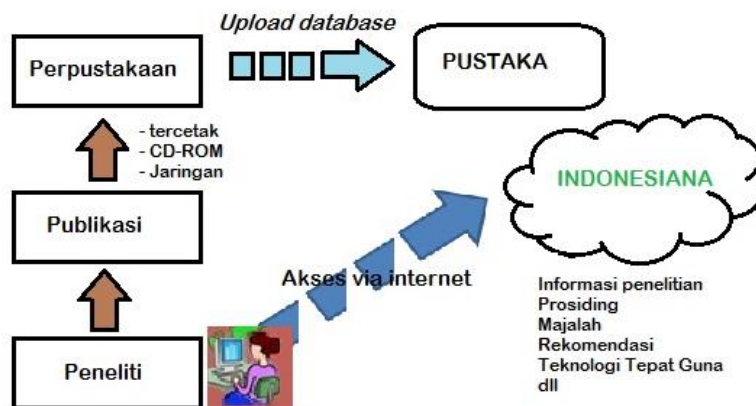 Upload database
Perpustakaan
PUSTAKA
- tercetak
- CD-ROM
- Jaringan
INDONESIANA
Publikasi
Akses via internet
Informasi penelitian
Prosiding
Majalah
Rekomendasi
Teknologi Tepat Guna
dll
Peneliti